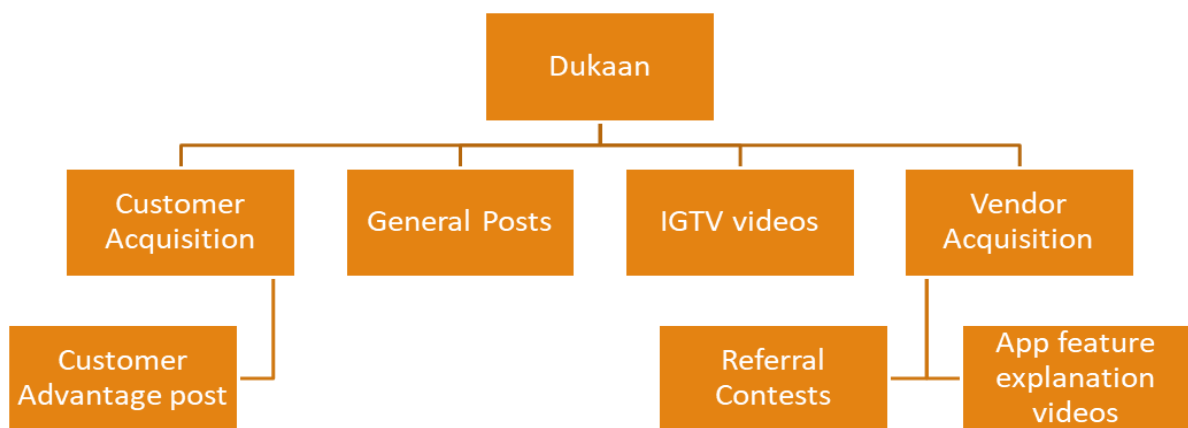 Dukaan
Customer
Acquisition
General Posts
IGTV videos
Vendor
Acquisition
Customer
Advantage post
Referral
Contests
App feature
explanation
videos